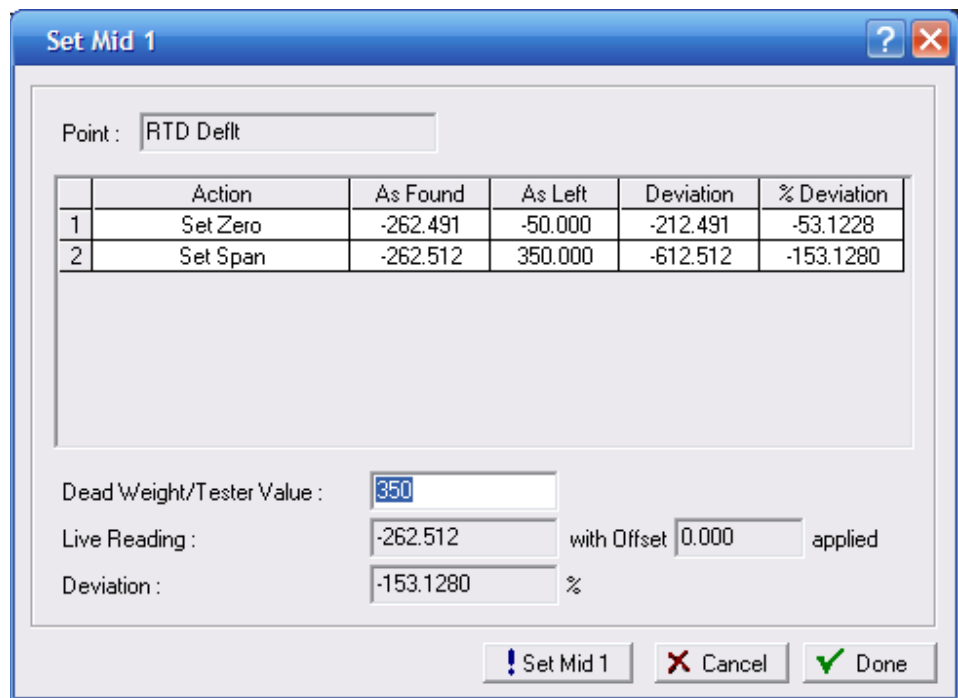 Set Mid 1
Point : RTD Deflt
Action As Found As Left Deviation % Deviation
1 Set Zero -262.491 -50.000 -212.491 -53.1228
2 Set Span -262.512 350.000 -612.512 -153.1280
Dead Weight/Tester Value : 350
Live Reading : -262.512 with Offset 0.000 applied
Deviation : -153.1280 %
! Set Mid 1 Cancel Done